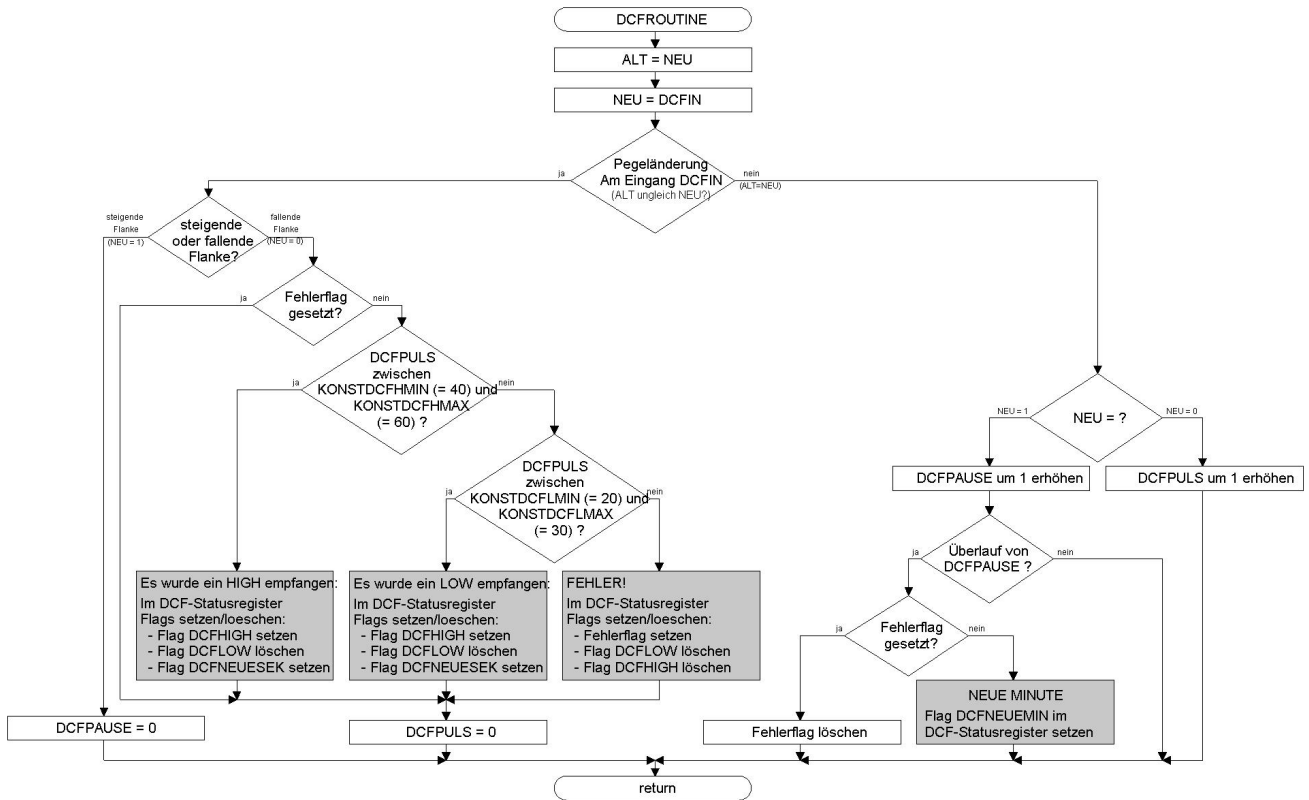 DCFROUTINE
ALT = NEU
NEU = DCFIN
Pegeländerung
Am Eingang DCFIN
(ALT ungleich NEU?)
ja
nein
(ALT=NEU)
steigende
Flanke
(NEU = 1)
steigende
oder fallende
Flanke?
fallende
Flanke
(NEU = 0)
ja
Fehlerflag
gesetzt?
nein
ja
DCFPULS
zwischen
KONSTDCFHMIN (= 40) und
KONSTDCFHMAX
(= 60) ?
nein
ja
DCFPULS
zwischen
KONSTDCFLMIN (= 20) und
KONSTDCFLMAX
(= 30) ?
nein
NEU = 1
NEU = ?
NEU = 0
DCFPAUSE um 1 erhöhen
DCFPULS um 1 erhöhen
ja
Überlauf von
DCFPAUSE ?
nein
ja
Fehlerflag
gesetzt?
nein
Es wurde ein HIGH empfangen:
Im DCF-Statusregister
Flags setzen/loeschen:
- Flag DCFHIGH setzen
- Flag DCFLOW löschen
- Flag DCFNEUESEK setzen
Es wurde ein LOW empfangen:
Im DCF-Statusregister
Flags setzen/loeschen:
- Flag DCFHIGH setzen
- Flag DCFLOW löschen
- Flag DCFNEUESEK setzen
FEHLER!
Im DCF-Statusregister
Flags setzen/loeschen:
- Fehlerflag setzen
- Flag DCFLOW löschen
- Flag DCFHIGH löschen
NEUE MINUTE
Flag DCFNEUEMIN im
DCF-Statusregister setzen
DCFPAUSE = 0
DCFPULS = 0
Fehlerflag löschen
return